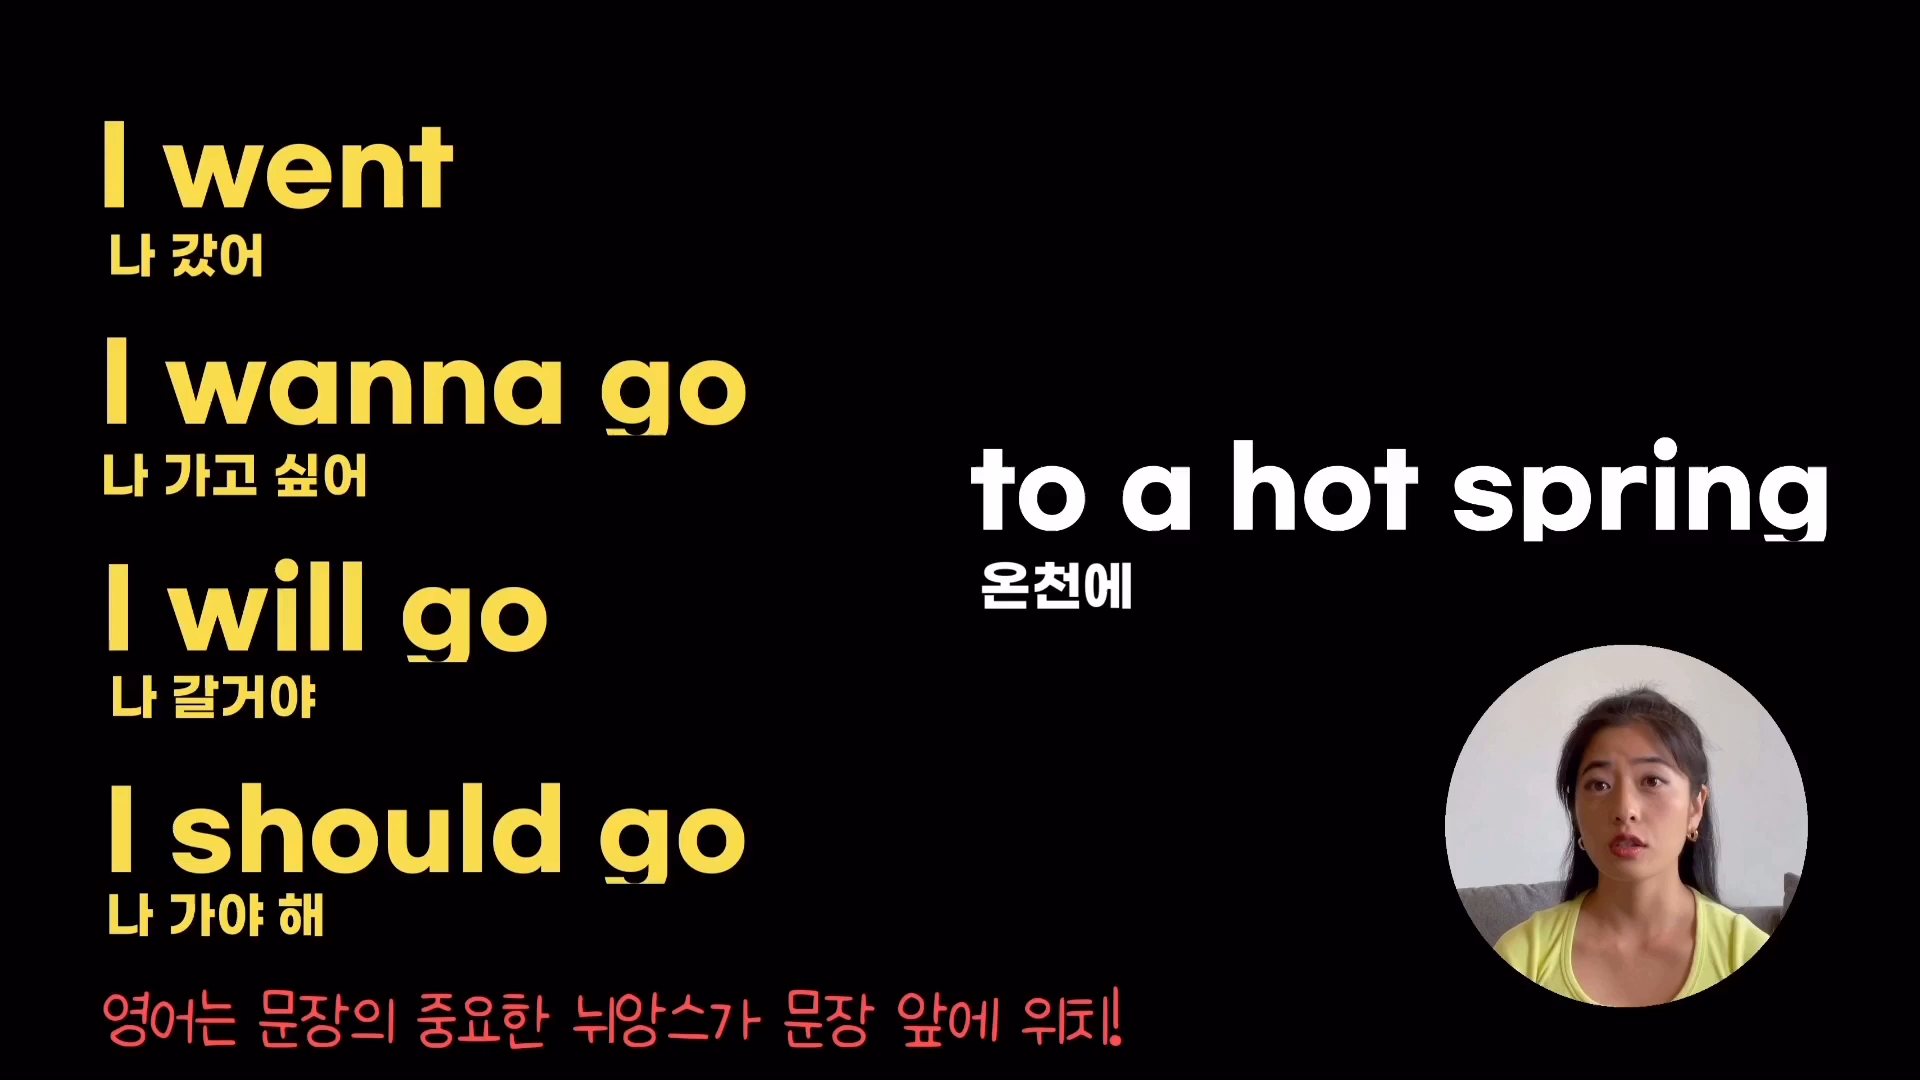 I went
나 갔어
I wanna go
나 가고 싶어
to a hot spring
온천에
I will go
나 갈거야
I should go
나 가야 해
영어는 문장의 중요한 뉘앙스가 문장 앞에 위치!